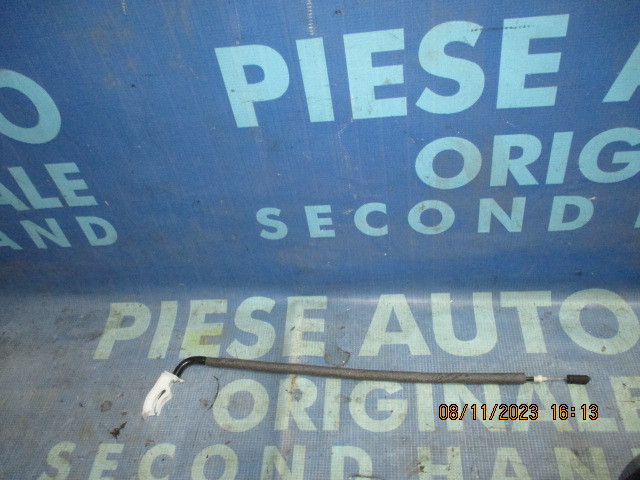 PIESE A
ORIG
SECOND H
O
ALE
AND
PIESE AUTO
ORIGINALE
SECOND HAN
08/11/2023 16:13